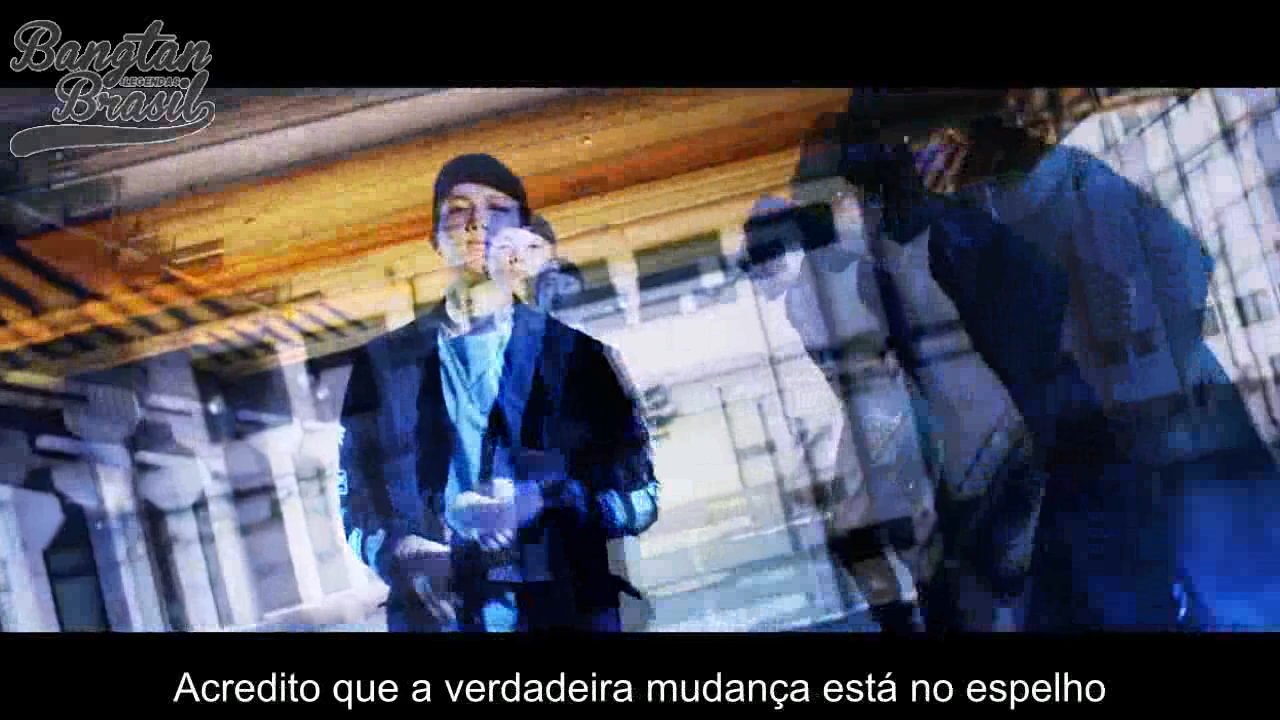 Bangtan
LEGENDAS
Brasil
Acredito que a verdadeira mudança está no espelho